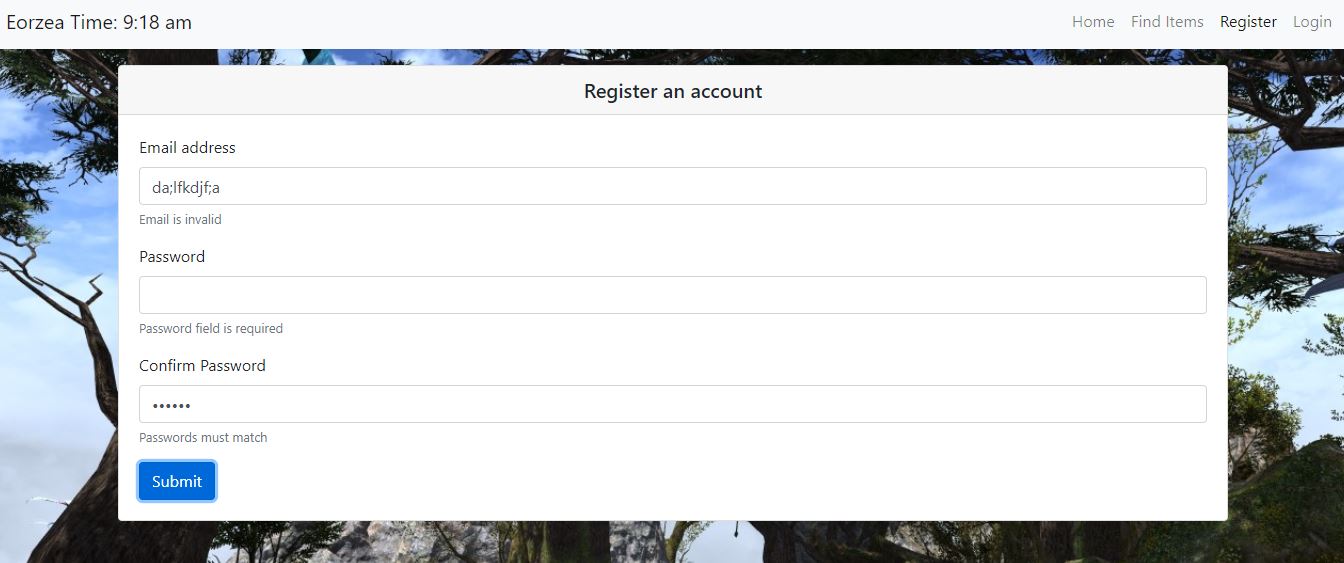 Eorzea Time: 9:18 am Home Find Items Register Login
Register an account
Email address
da;lfkdjf;a
Email is invalid
Password
Password field is required
Confirm Password
••••••
Passwords must match
Submit